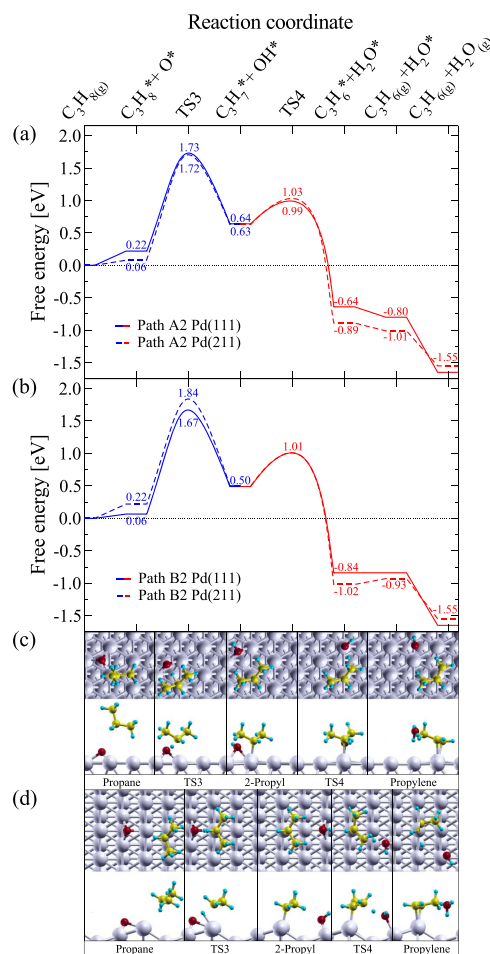 Reaction coordinate
C3H8(g)
C3H8*+ O*
TS3
C3H7*+ OH*
TS4
C3H6*+H2O*
C3H6(g)+H2O*
C3H6(g)+H2O(g)
(a)
Free energy [eV]
2.0
1.5
1.0
0.5
0.0
-0.5
-1.0
-1.5
0.22
0.06
1.73
1.72
0.64
0.63
1.03
0.99
-0.64
-0.89
-0.80
-1.01
-1.55
Path A2 Pd(111)
Path A2 Pd(211)
(b)
Free energy [eV]
2.0
1.5
1.0
0.5
0.0
-0.5
-1.0
-1.5
0.22
0.06
1.84
1.67
0.50
1.01
-0.84
-1.02
-0.93
-1.55
Path B2 Pd(111)
Path B2 Pd(211)
(c)
Propane TS3 2-Propyl TS4 Propylene
(d)
Propane TS3 2-Propyl TS4 Propylene